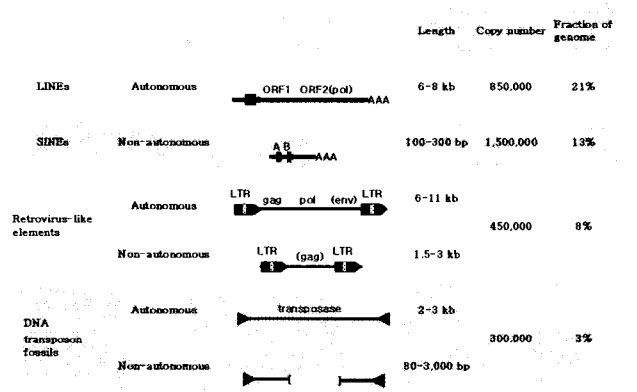 Length Copy number Fraction of
genome
LINEs Autonomous ORF1 ORF2(pol) AAA 6-8 kb 850,000 21%
SINEs Non-autonomous A B AAA 100-300 bp 1,500,000 13%
Retrovirus-like
elements
Autonomous LTR gag pol (env) LTR 6-11 kb
450,000 8%
Non-autonomous LTR (gag) LTR 1.5-3 kb
DNA
transposon
fossils
Autonomous transposase 2-3 kb
300,000 3%
Non-autonomous 80-3,000 bp